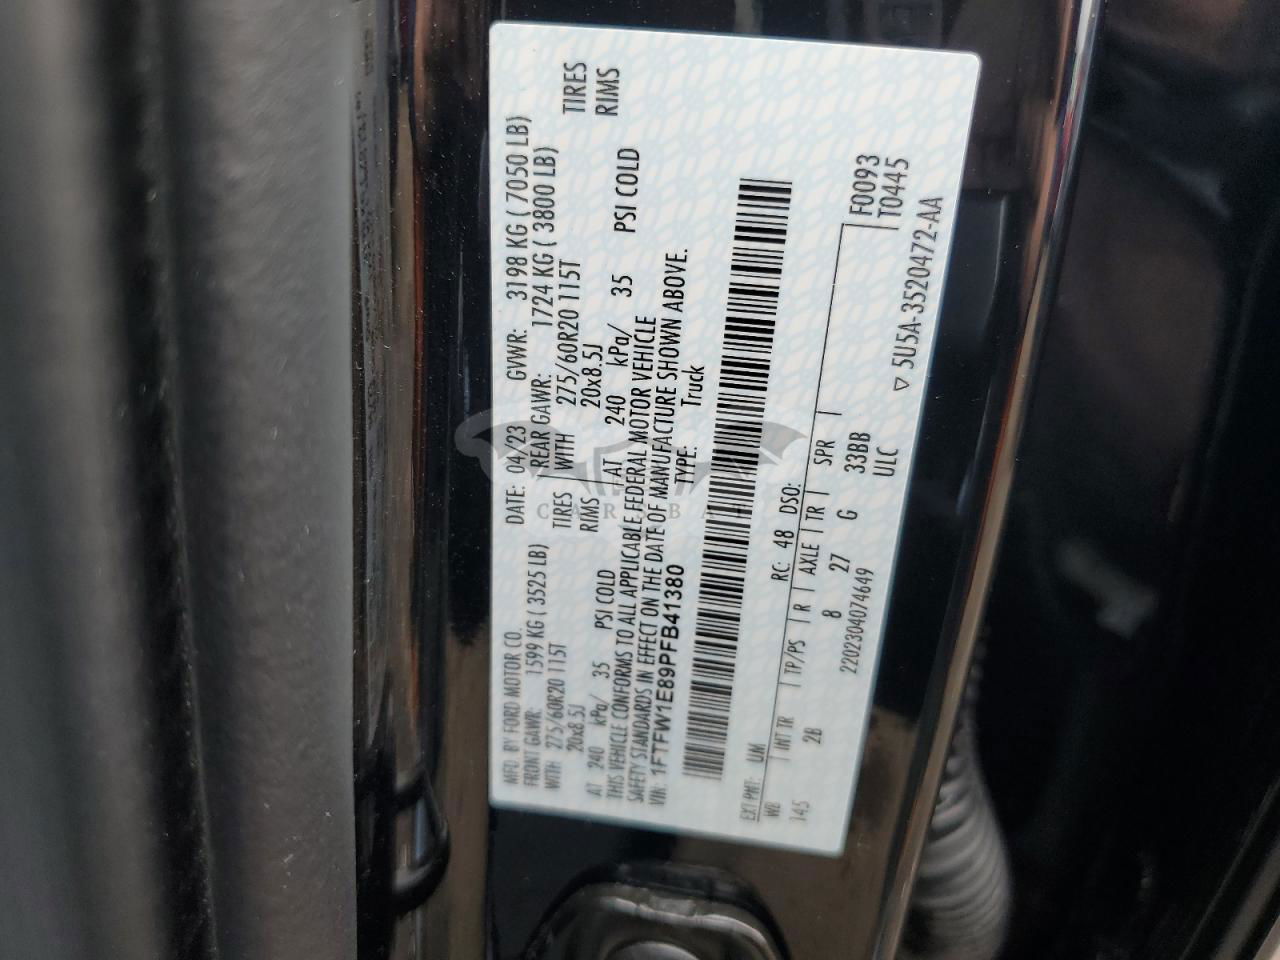 MFD. BY FORD MOTOR CO.
DATE: 04/23 GVWR: 3198 KG ( 7050 LB)
FRONT GAWR: 1599 KG ( 3525 LB)
REAR GAWR: 1724 KG ( 3800 LB)
WITH 275/60R20 115T TIRES
WITH 275/60R20 115T TIRES
20x8.5J RIMS
20x8.5J RIMS
AT 240 kPa/ 35 PSI COLD
AT 240 kPa/ 35 PSI COLD
THIS VEHICLE CONFORMS TO ALL APPLICABLE FEDERAL MOTOR VEHICLE
SAFETY STANDARDS IN EFFECT ON THE DATE OF MANUFACTURE SHOWN ABOVE.
VIN: 1FTFW1E89PFB41380 TYPE: Truck
EXT PNT: UM RC: 48 DSO:
WB INT TR TP/PS R AXLE TR SPR
145 2B 8 27 G 33BB
F0093
T0445
2202304074649 ULC
▽ 5U5A-3520472-AA
CARSBAT